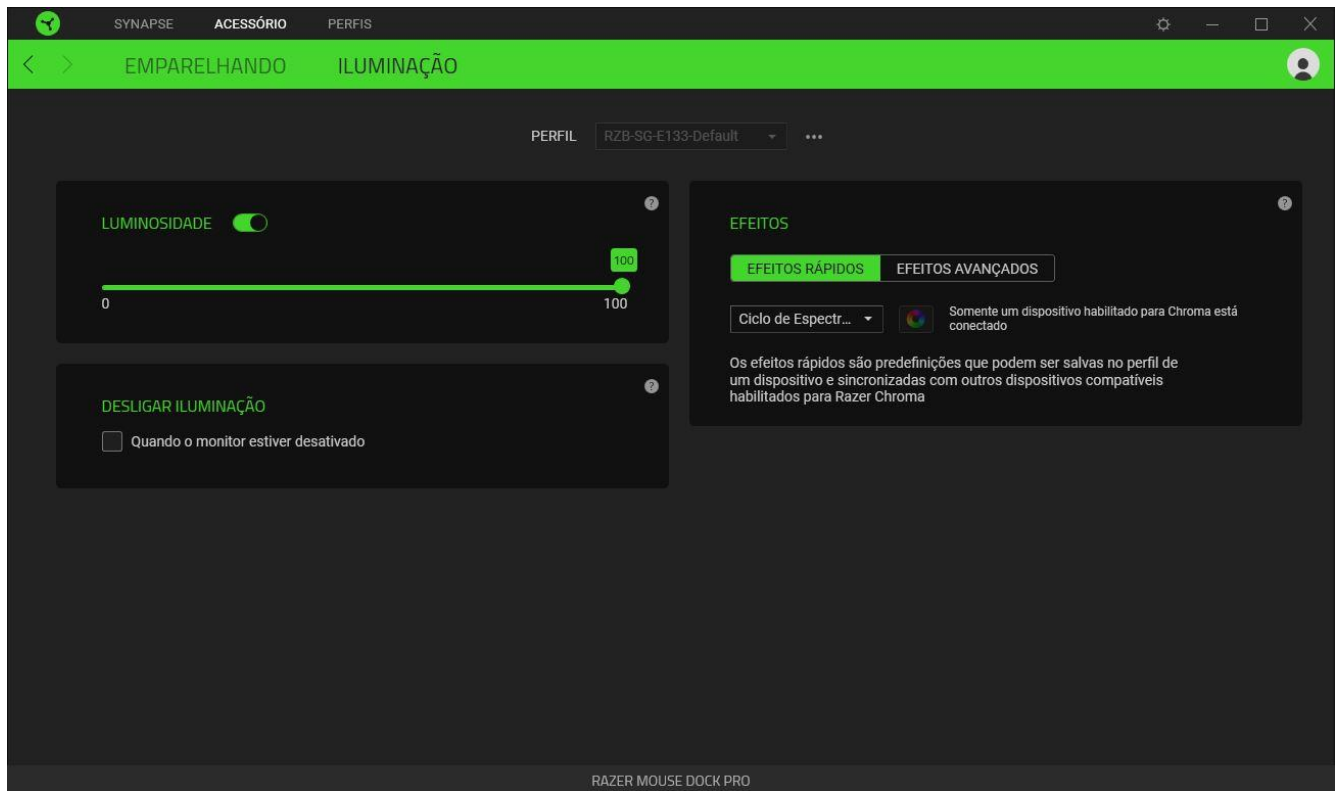 SYNAPSE ACESSÓRIO PERFIS
EMPARELHANDO ILUMINAÇÃO
PERFIL RZB-SG-E133-Default
LUMINOSIDADE
100
0 100
DESLIGAR ILUMINAÇÃO
Quando o monitor estiver desativado
EFEITOS
EFEITOS RÁPIDOS EFEITOS AVANÇADOS
Ciclo de Espectr... Somente um dispositivo habilitado para Chroma está
conectado
Os efeitos rápidos são predefinições que podem ser salvas no perfil de
um dispositivo e sincronizadas com outros dispositivos compatíveis
habilitados para Razer Chroma
RAZER MOUSE DOCK PRO